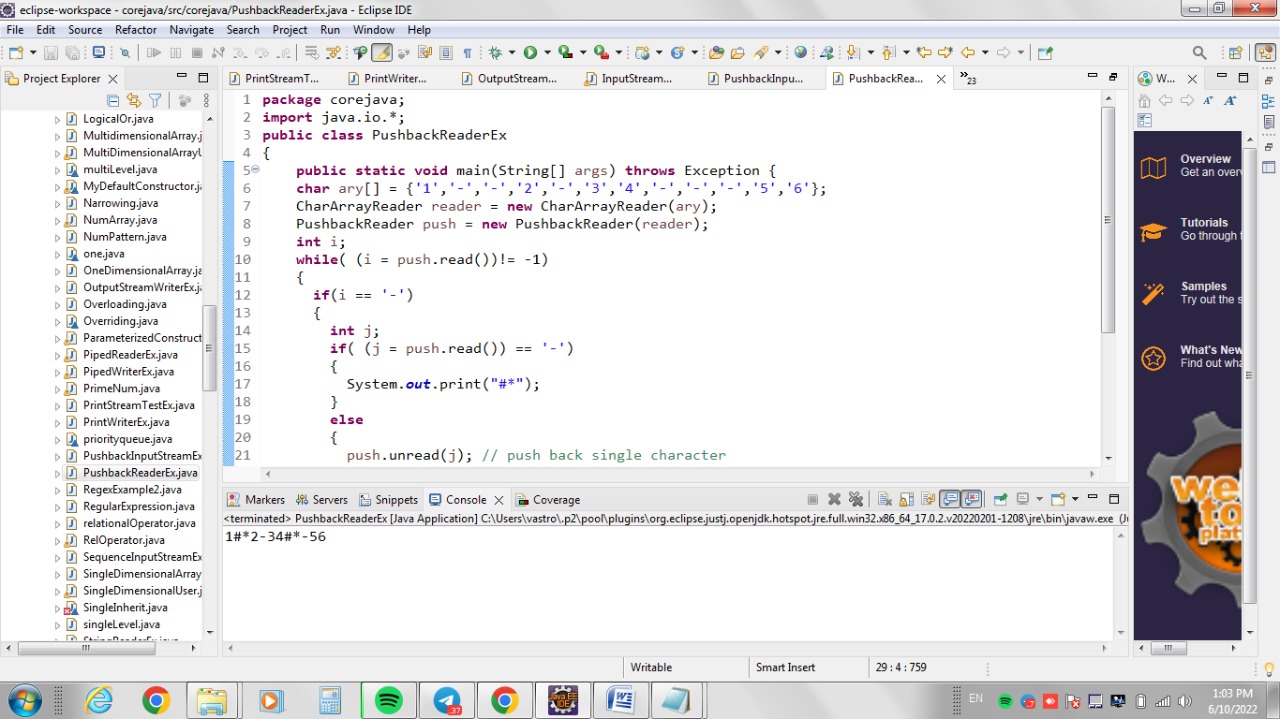 eclipse-workspace - corejava/src/corejava/PushbackReaderEx.java - Eclipse IDE
File Edit Source Refactor Navigate Search Project Run Window Help
Project Explorer
LogicalOr.java
MultidimensionalArray.j
MultiDimensionalArrayU
multiLevel.java
MyDefaultConstructor.j
Narrowing.java
NumArray.java
NumPattern.java
one.java
OneDimensionalArray.ja
OutputStreamWriterEx.j
Overloading.java
Overriding.java
ParameterizedConstruct
PipedReaderEx.java
PipedWriterEx.java
PrimeNum.java
PrintStreamTestEx.java
PrintWriterEx.java
priorityqueue.java
PushbackInputStreamEx
PushbackReaderEx.java
RegexExample2.java
RegularExpression.java
relationalOperator.java
RelOperator.java
SequenceInputStreamEx
SingleDimensionalArray
SingleDimensionalUser.j
SingleInherit.java
singleLevel.java
StringReaderEx.java
PrintStreamT... PrintWriter... OutputStream... InputStream... PushbackInpu... PushbackRea... »23
1 package corejava;
2 import java.io.*;
3 public class PushbackReaderEx
4 {
5 public static void main(String[] args) throws Exception {
6 char ary[] = {'1','-','-','2','-','3','4','-','-','-','5','6'};
7 CharArrayReader reader = new CharArrayReader(ary);
8 PushbackReader push = new PushbackReader(reader);
9 int i;
10 while( (i = push.read())!= -1)
11 {
12 if(i == '-')
13 {
14 int j;
15 if( (j = push.read()) == '-')
16 {
17 System.out.print("#*");
18 }
19 else
20 {
21 push.unread(j); // push back single character
Markers Servers Snippets Console Coverage
<terminated> PushbackReaderEx [Java Application] C:\Users\vastro\.p2\pool\plugins\org.eclipse.justj.openjdk.hotspot.jre.full.win32.x86_64_17.0.2.v20220201-1208\jre\bin\javaw.exe (Ju
1#*2-34#*-56
W...
Overview
Get an overv
Tutorials
Go through t
Samples
Try out the s
What's New
Find out wha
wel
to
plat
Writable Smart Insert 29 : 4 : 759
37
Java EE
IDE
EN
1:03 PM
6/10/2022